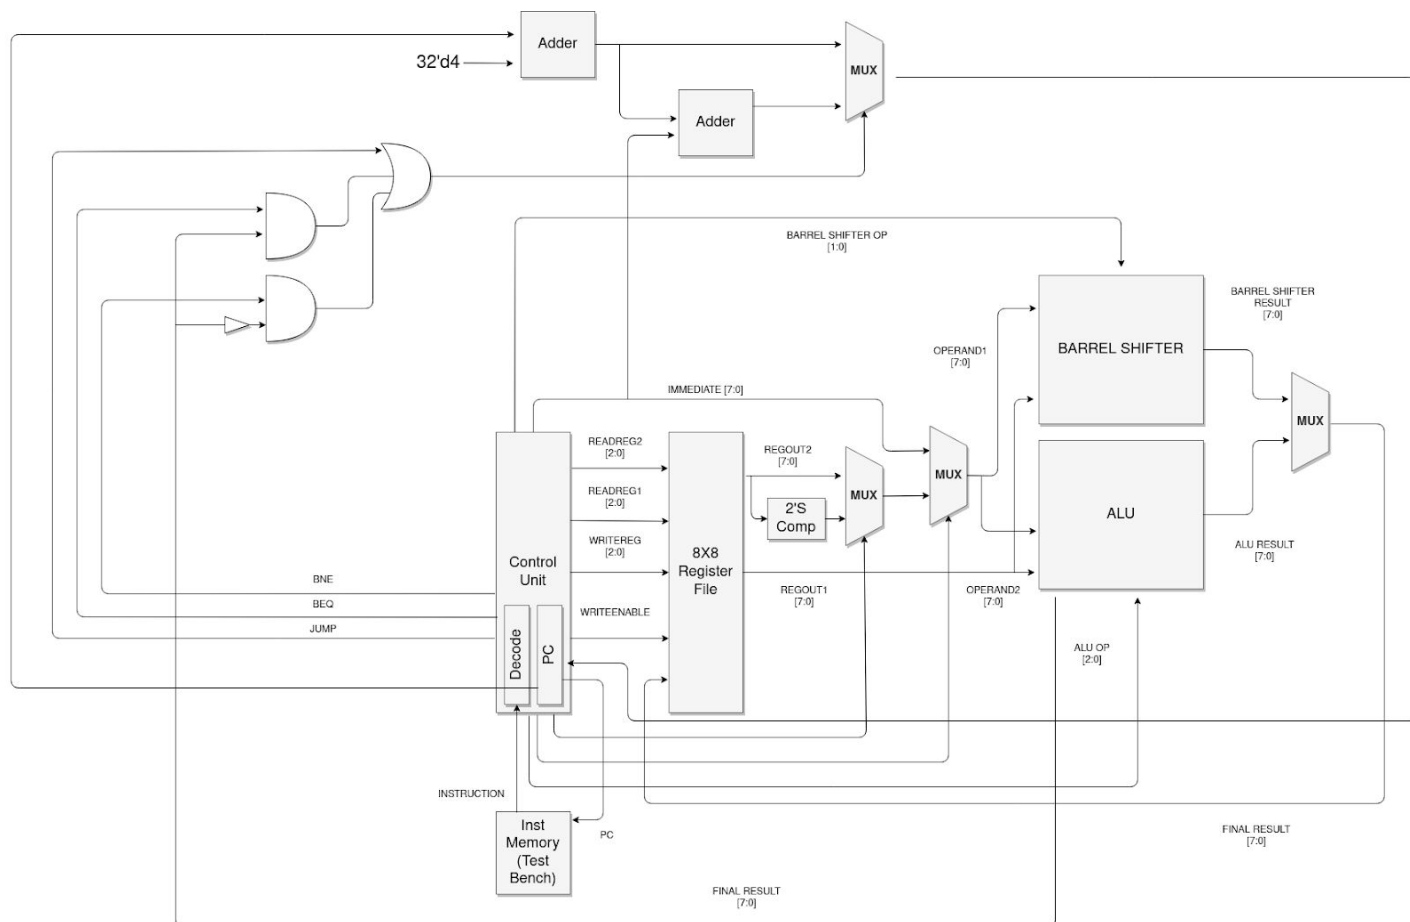 Adder
32'd4
MUX
Adder
BARREL SHIFTER OP
[1:0]
BARREL SHIFTER
RESULT
[7:0]
BARREL SHIFTER
OPERAND1
[7:0]
IMMEDIATE [7:0]
MUX
READREG2
[2:0]
REGOUT2
[7:0]
MUX
MUX
READREG1
[2:0]
2'S
Comp
ALU
WRITEREG
[2:0]
ALU RESULT
[7:0]
Control
Unit
8X8
Register
File
BNE
REGOUT1
[7:0]
OPERAND2
[7:0]
BEQ
WRITEENABLE
JUMP
Decode
PC
ALU OP
[2:0]
INSTRUCTION
Inst
Memory
(Test
Bench)
PC
FINAL RESULT
[7:0]
FINAL RESULT
[7:0]